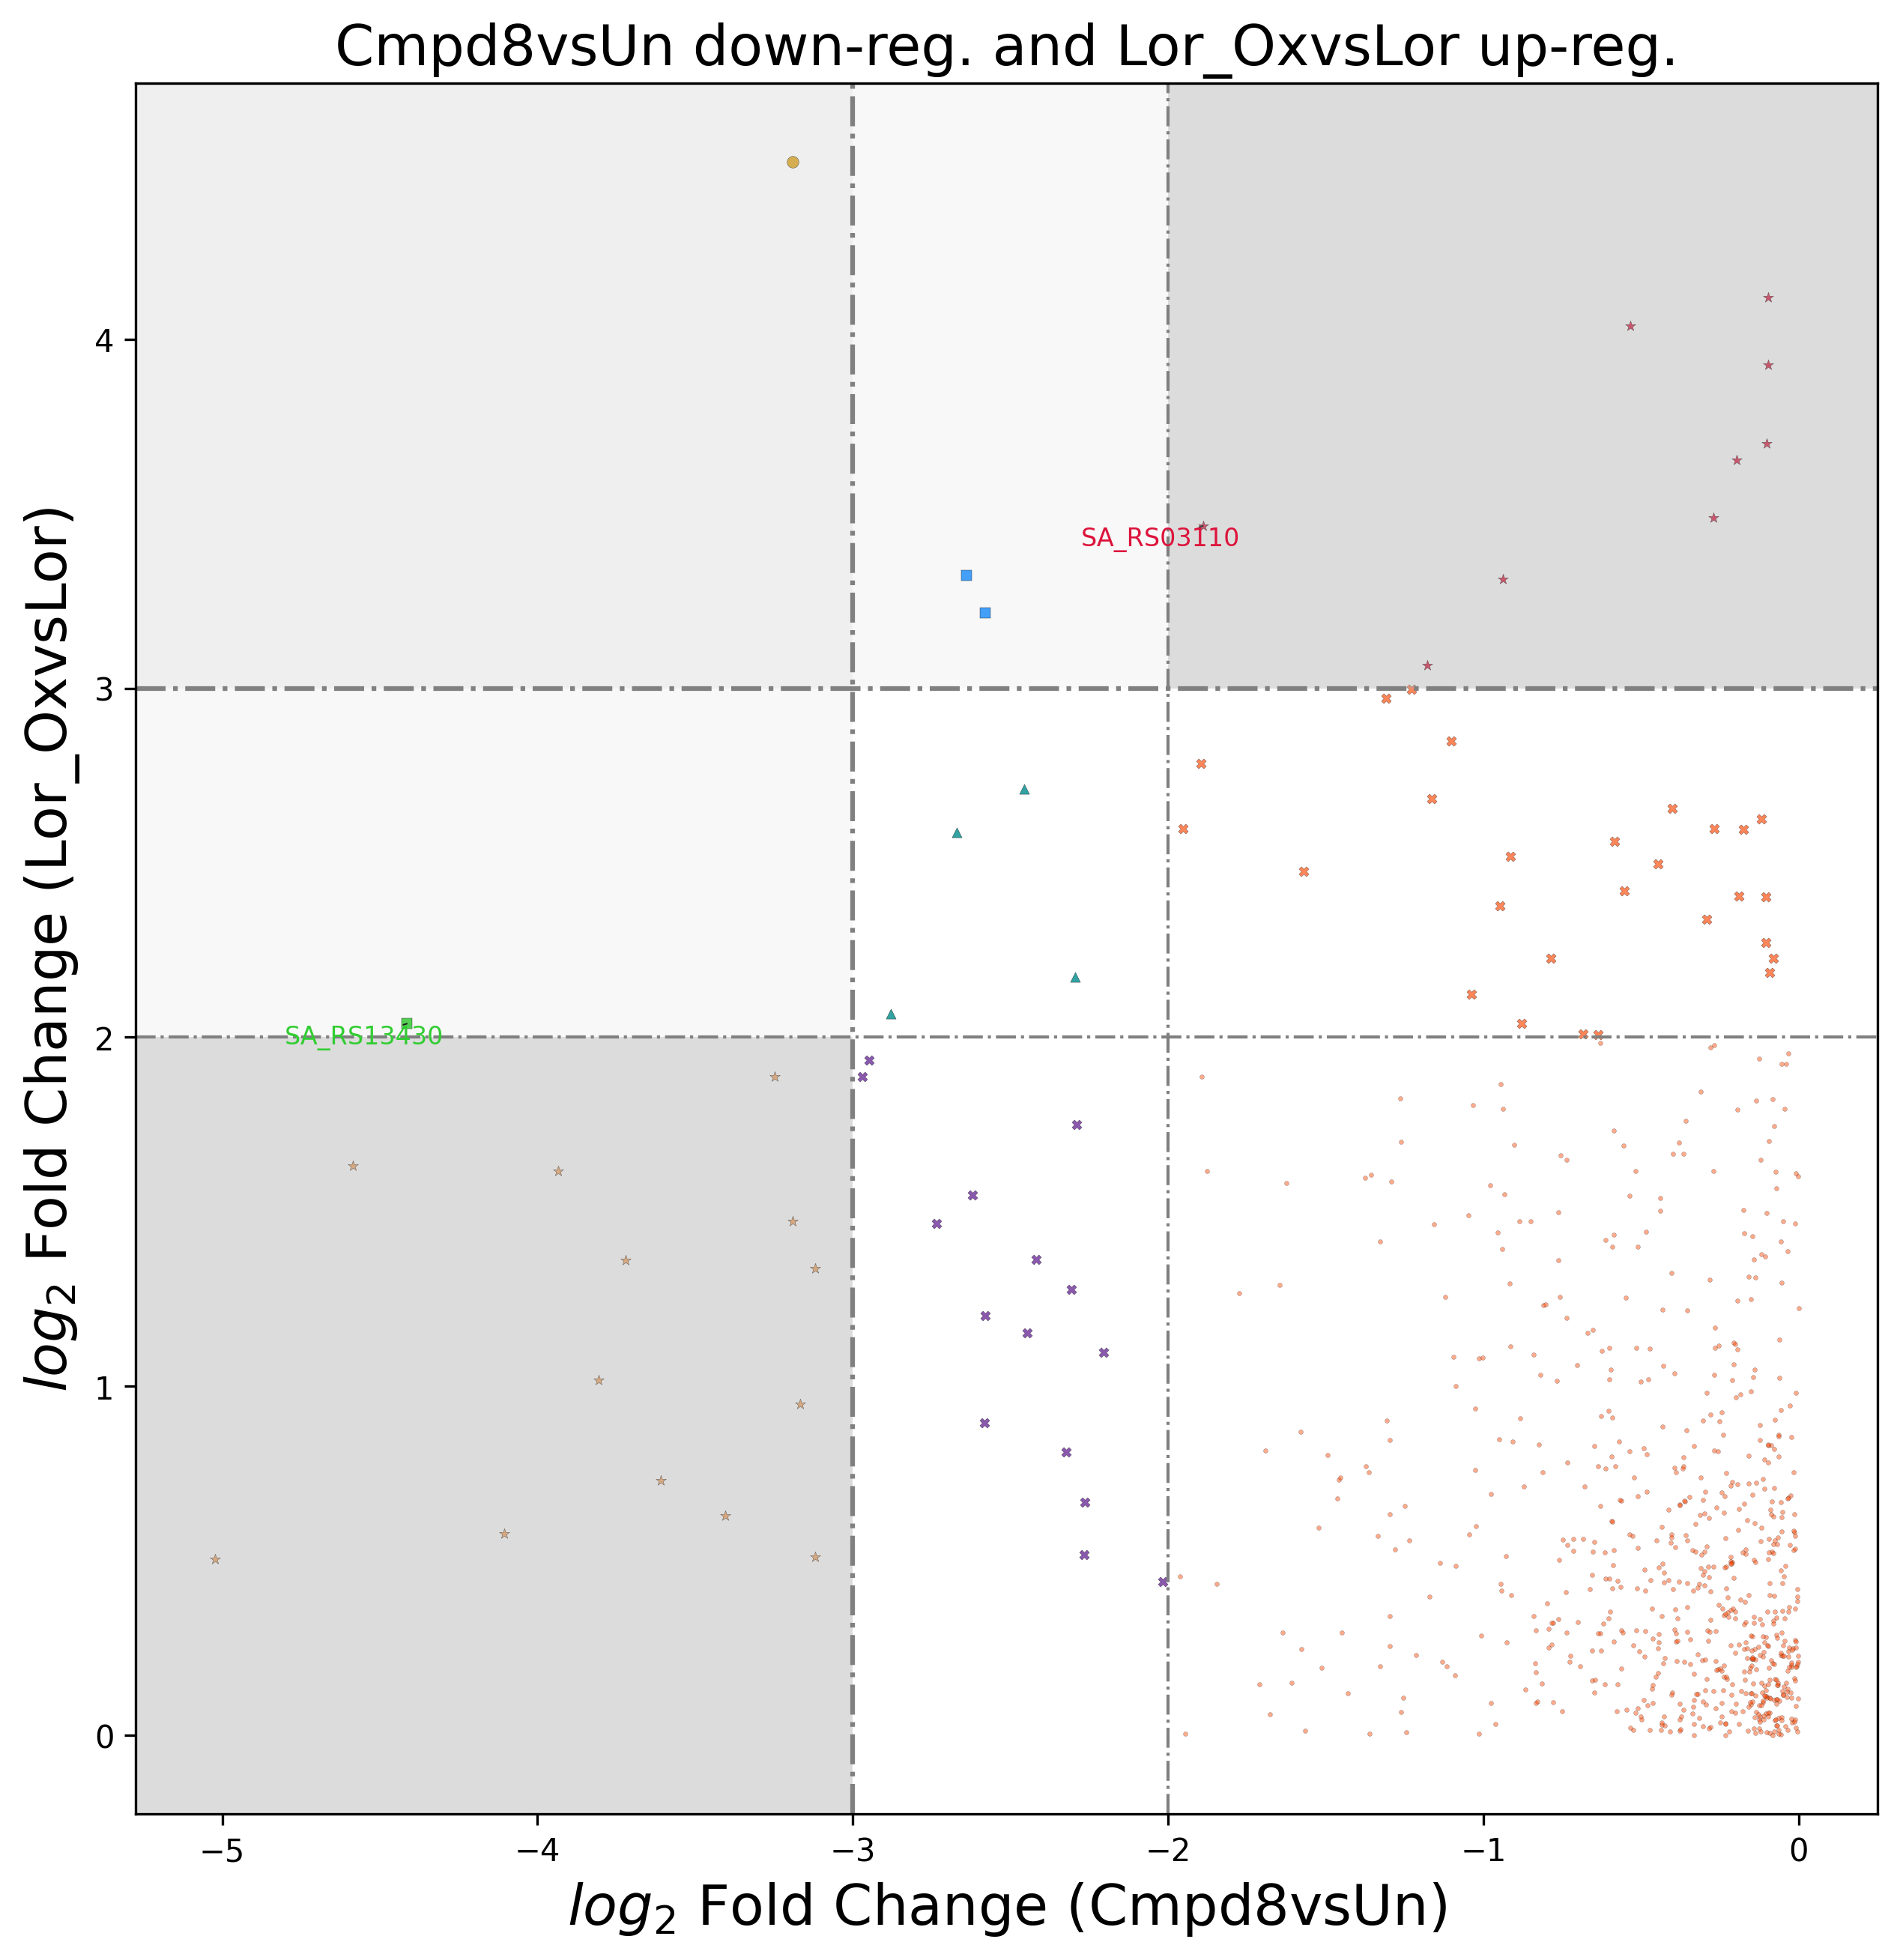 Cmpd8vsUn down-reg. and Lor_OxvsLor up-reg.
log2 Fold Change (Lor_OxvsLor)
4
SA_RS03110
3
SA_RS13430
2
1
0
−5 −4 −3 −2 −1 0
log2 Fold Change (Cmpd8vsUn)